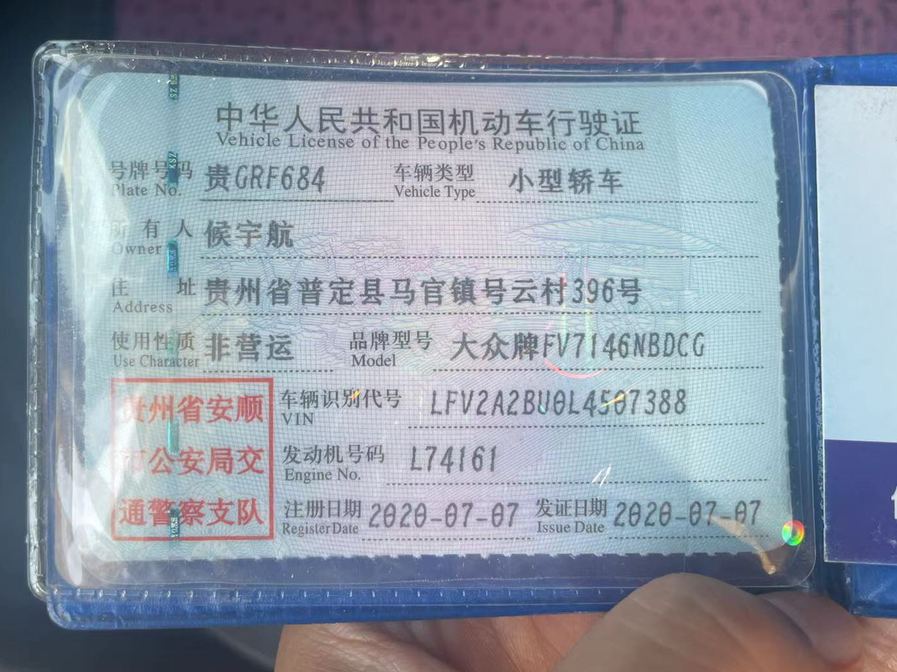 中华人民共和国机动车行驶证
Vehicle License of the People's Republic of China
号牌号码 贵GRF684 车辆类型 小型轿车
Plate No. Vehicle Type
所有人 候宇航
Owner
住址 贵州省普定县马官镇号云村396号
Address
使用性质 非营运 品牌型号 大众牌FV7146NBDCG
Use Character Model
贵州省安顺
市公安局交
通警察支队
车辆识别代号 LFV2A2BU0L4507388
VIN
发动机号码 L74161
Engine No.
注册日期 2020-07-07 发证日期 2020-07-07
Register Date Issue Date